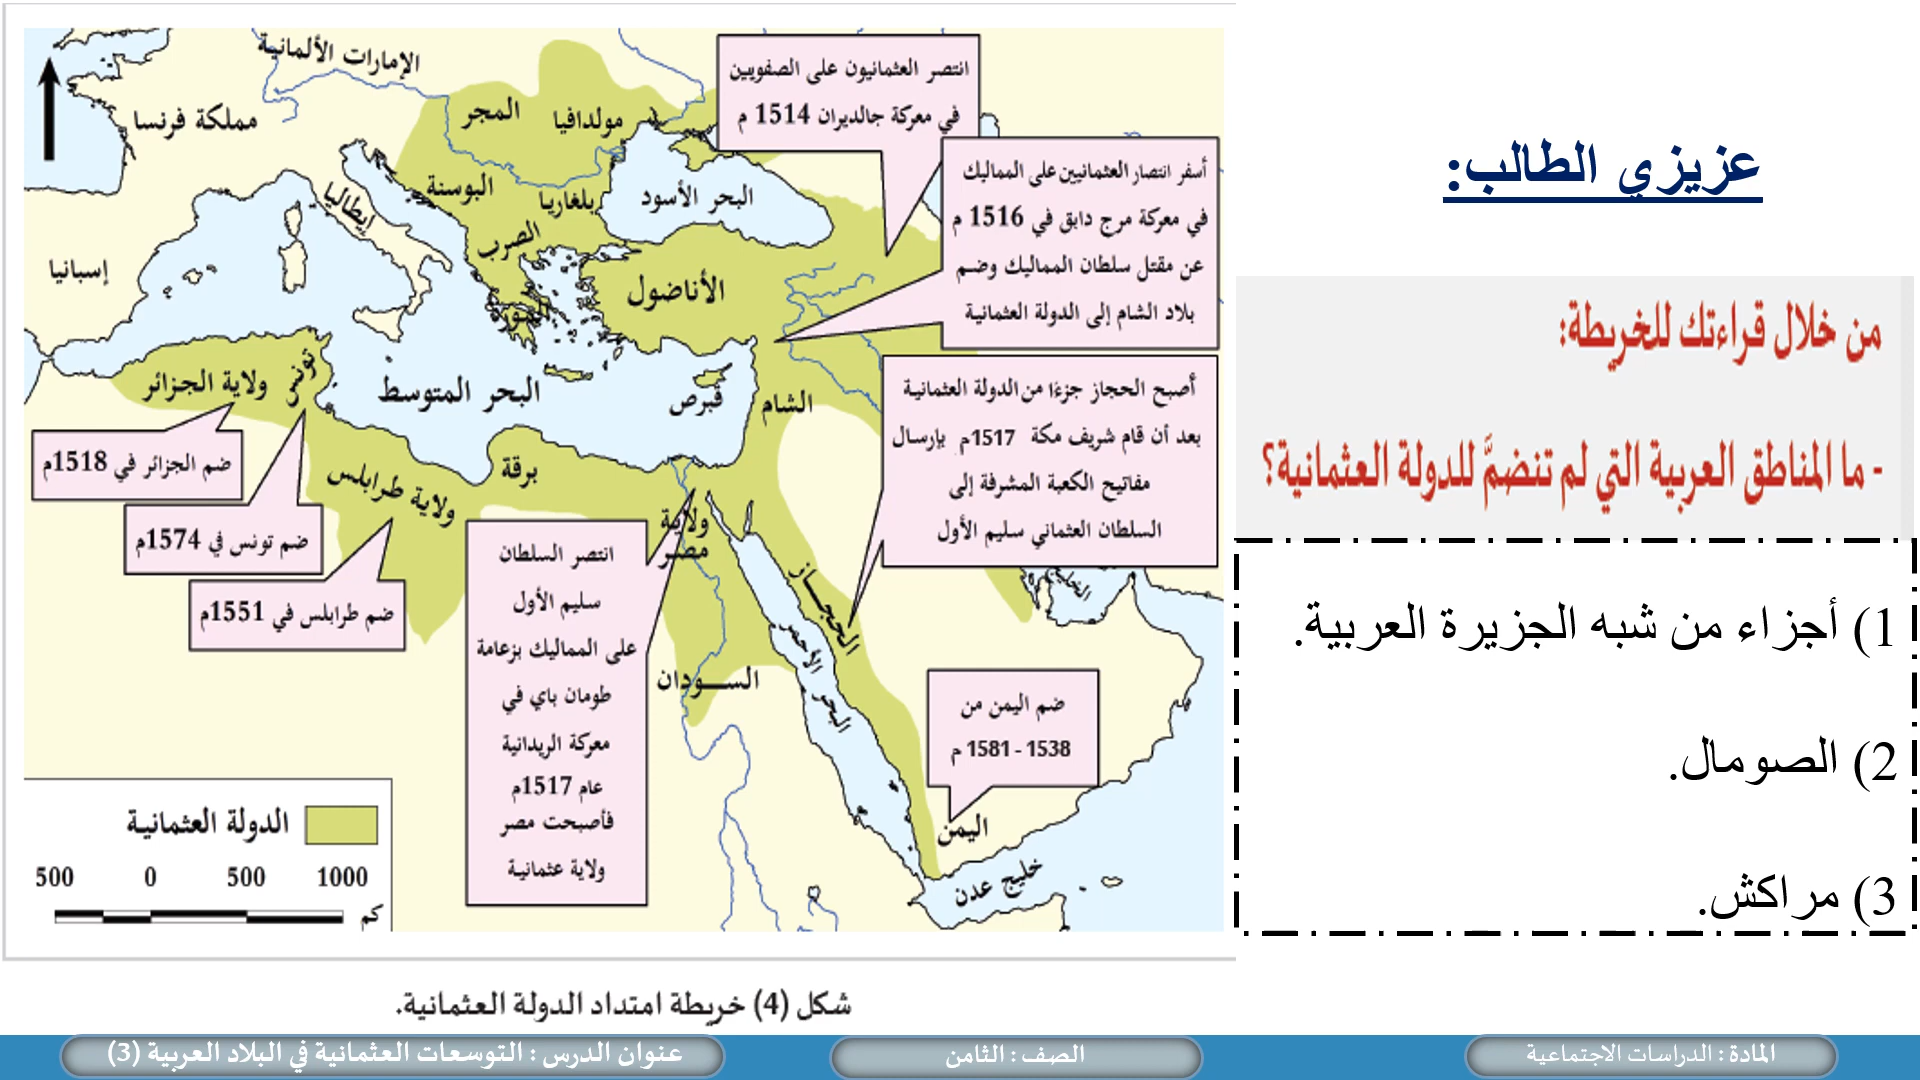 عزيزي الطالب:
من خلال قراءتك للخريطة:
- ما المناطق العربية التي لم تنضمَّ للدولة العثمانية؟
1) أجزاء من شبه الجزيرة العربية.
2) الصومال.
3) مراكش.
الإمارات الألمانية
مملكة فرنسا
المجر
مولدافيا
البوسنة
بلغاريا
البحر الأسود
إيطاليا
الصرب
إسبانيا
الأناضول
المورة
تونس
ولاية الجزائر
البحر المتوسط
قبرص
الشام
برقة
ولاية طرابلس
ولاية
مصر
الحجاز
البحر الأحمر
الخليج
السودان
اليمن
خليج عدن
انتصر العثمانيون على الصفويين
في معركة جالديران 1514 م
أسفر انتصار العثمانيين على المماليك
في معركة مرج دابق في 1516 م
عن مقتل سلطان المماليك وضم
بلاد الشام إلى الدولة العثمانية
أصبح الحجاز جزءًا من الدولة العثمانية
بعد أن قام شريف مكة 1517م بإرسال
مفاتيح الكعبة المشرفة إلى
السلطان العثماني سليم الأول
ضم الجزائر في 1518م
ضم تونس في 1574م
ضم طرابلس في 1551م
انتصر السلطان
سليم الأول
على المماليك بزعامة
طومان باي في
معركة الريدانية
عام 1517م
فأصبحت مصر
ولاية عثمانية
ضم اليمن من
1538 - 1581 م
الدولة العثمانية
500 0 500 1000
كم
شكل (4) خريطة امتداد الدولة العثمانية.
المادة : الدراسات الاجتماعية
الصف : الثامن
عنوان الدرس : التوسعات العثمانية في البلاد العربية (3)